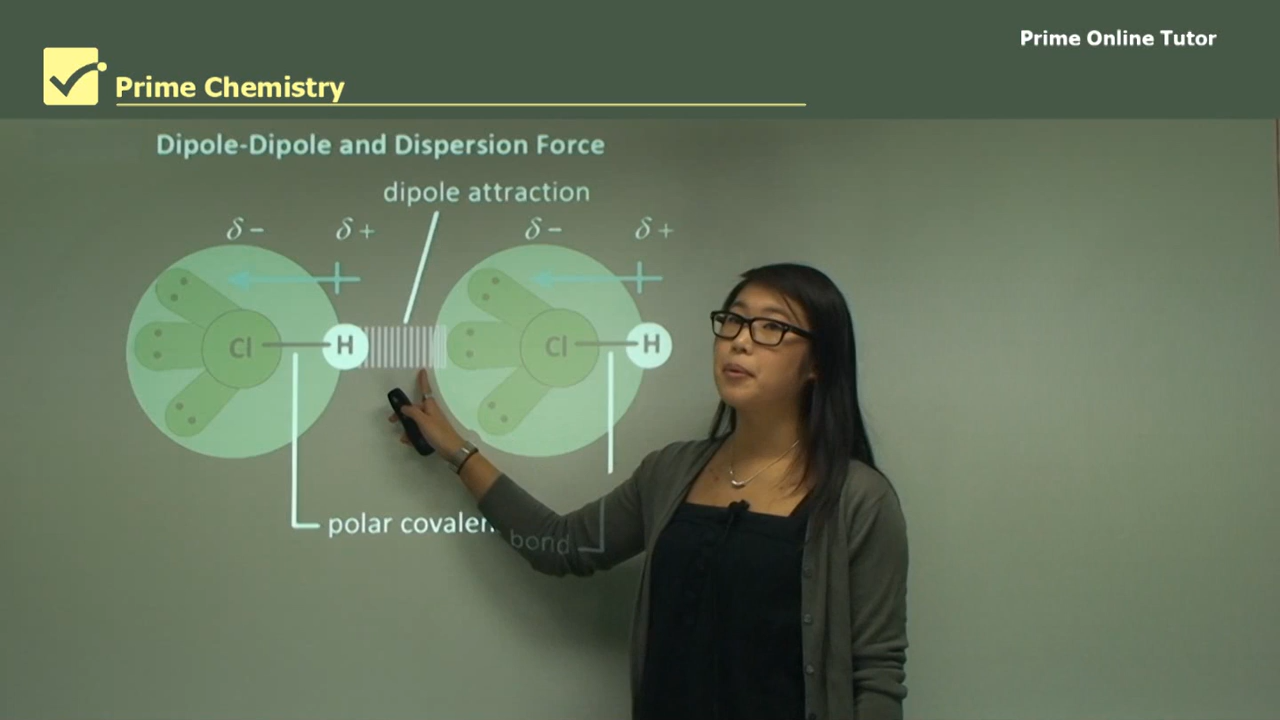 Prime Online Tutor
Prime Chemistry
Dipole-Dipole and Dispersion Force
dipole attraction
δ − δ + δ − δ +
Cl H Cl H
polar covalen bond